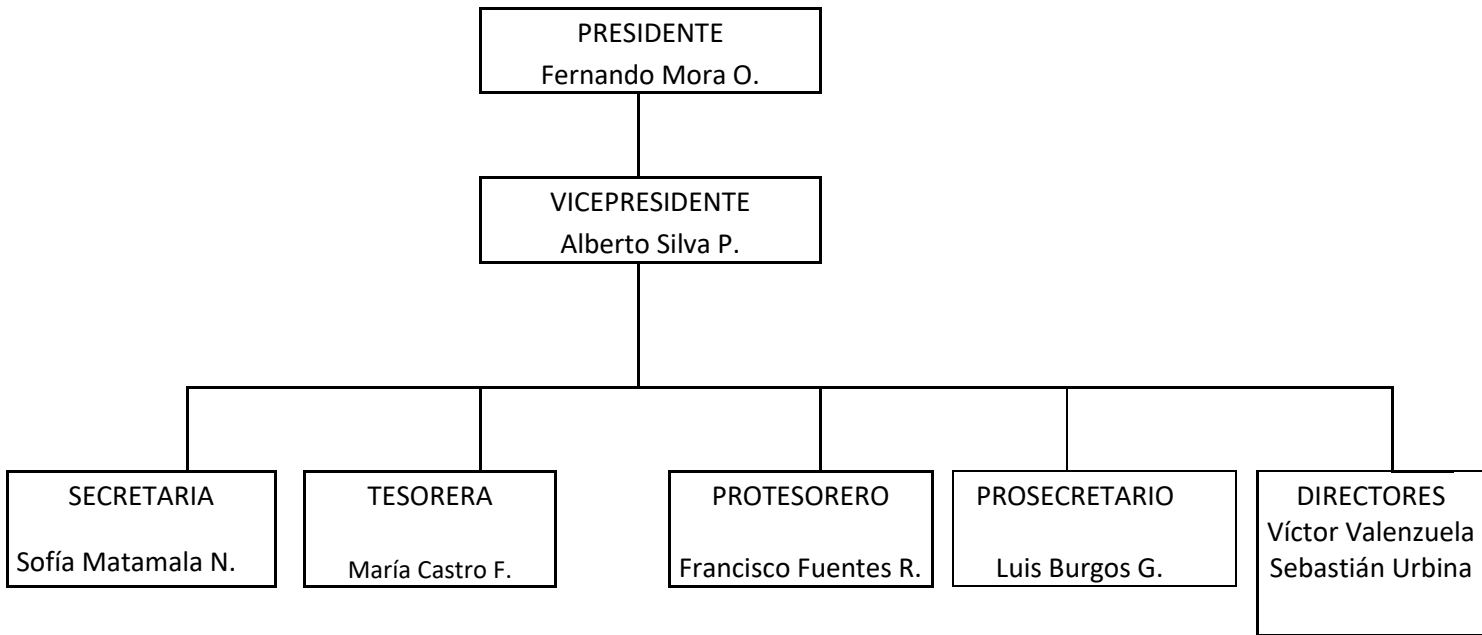 PRESIDENTE
Fernando Mora O.
VICEPRESIDENTE
Alberto Silva P.
SECRETARIA
Sofía Matamala N.
TESORERA
María Castro F.
PROTESORERO
Francisco Fuentes R.
PROSECRETARIO
Luis Burgos G.
DIRECTORES
Víctor Valenzuela
Sebastián Urbina